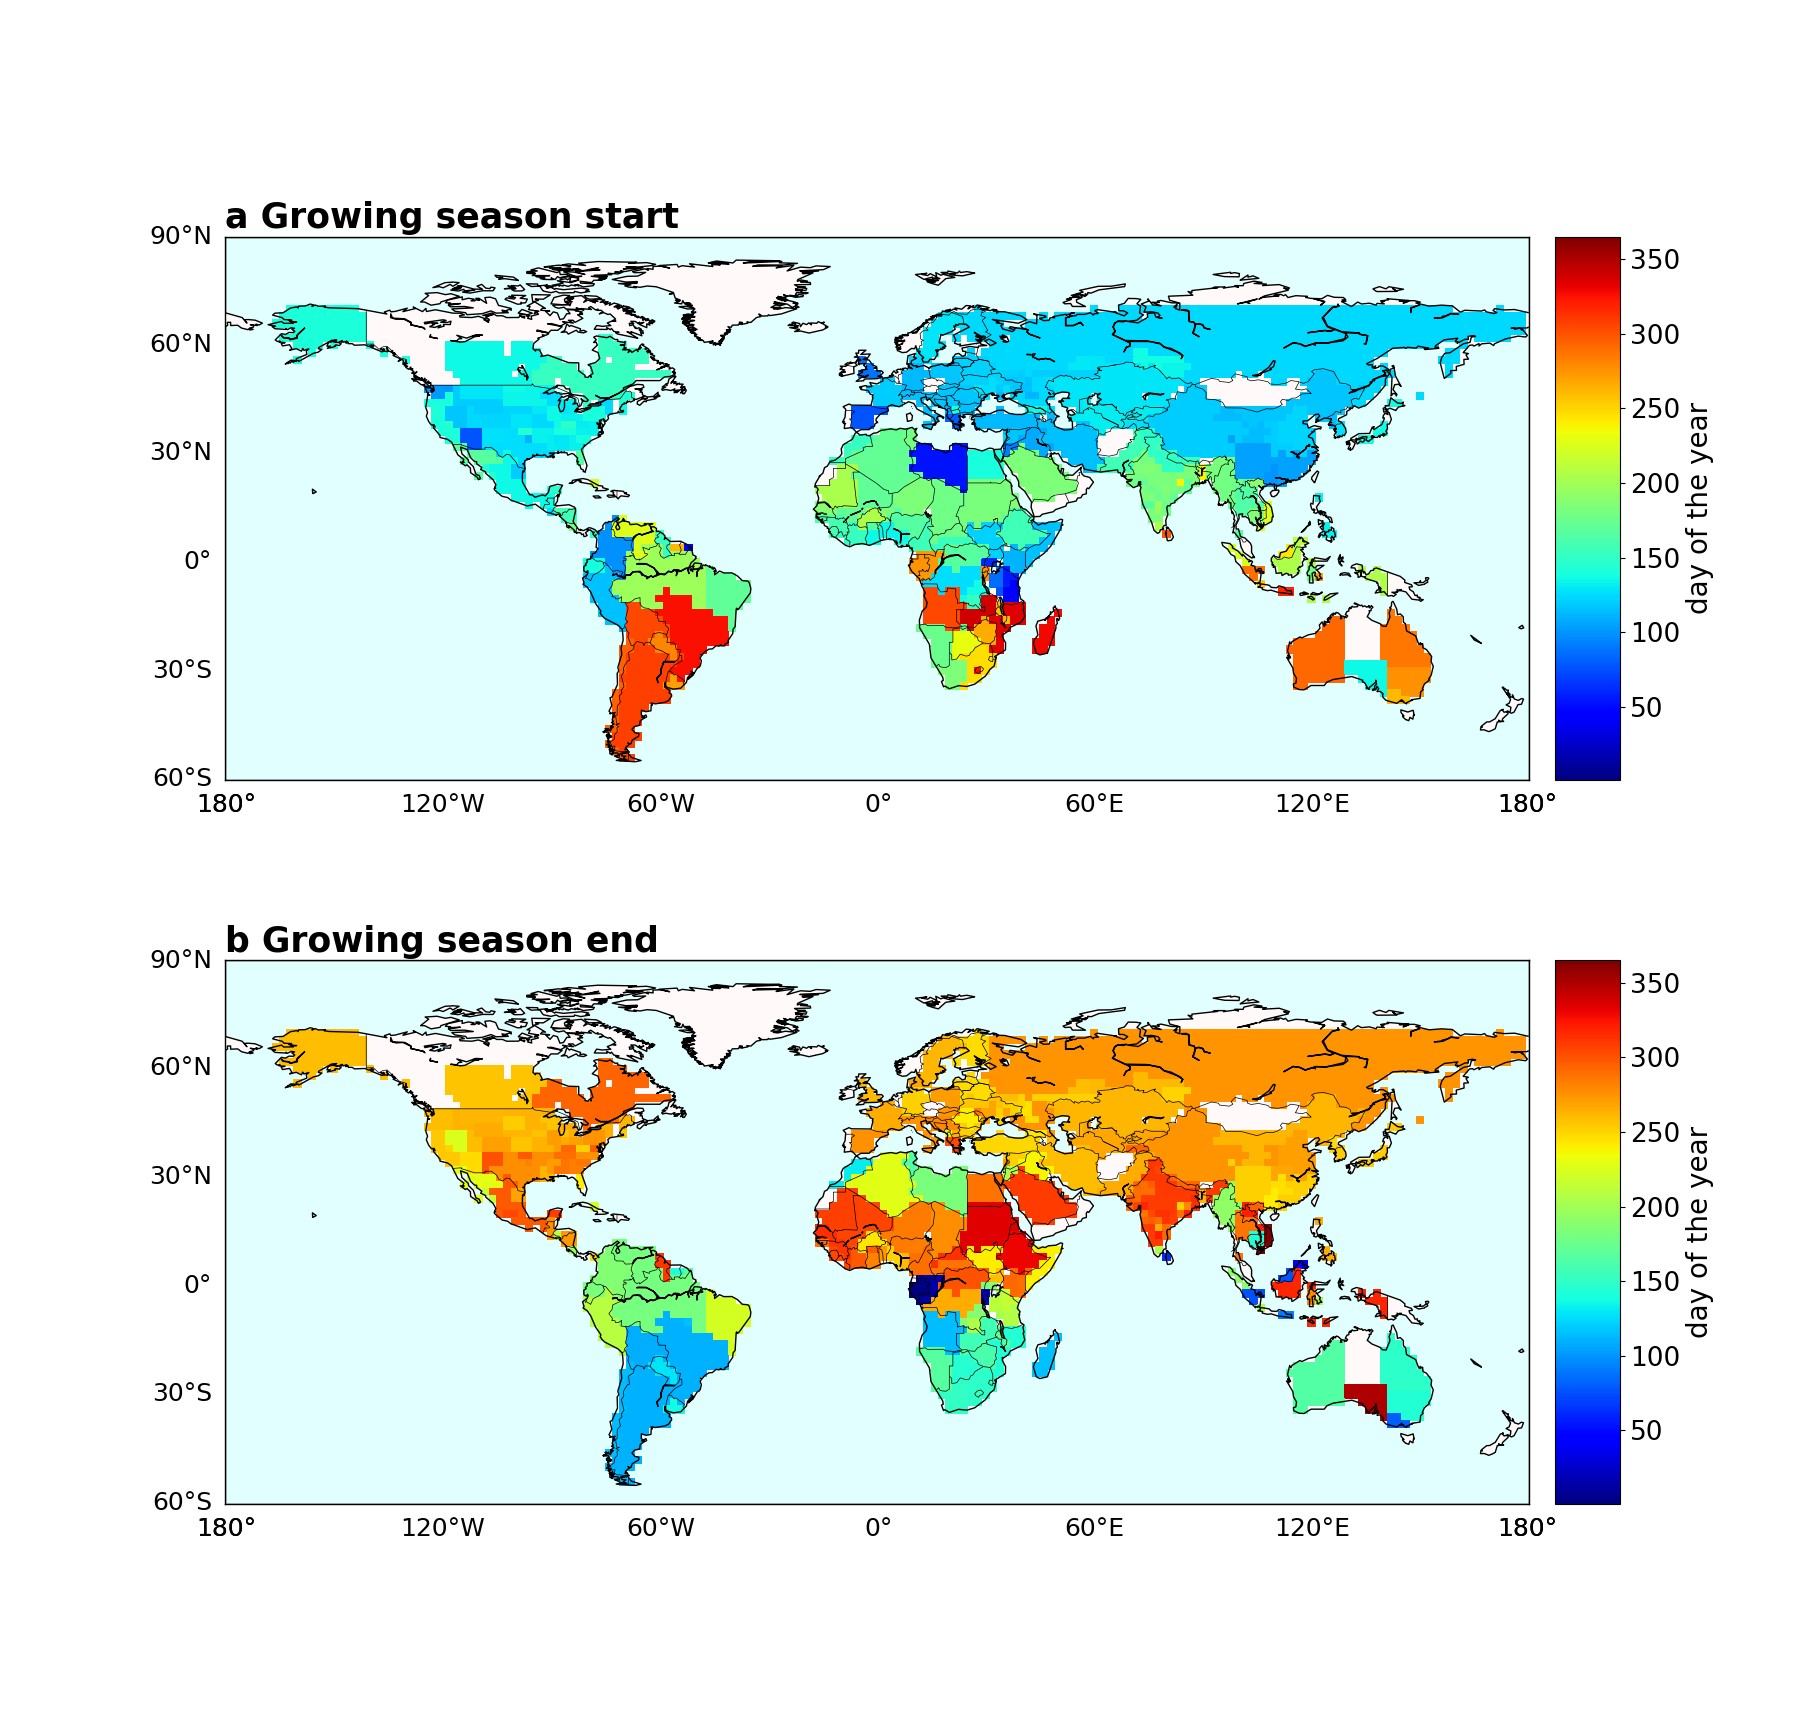 a Growing season start
90°N
60°N
30°N
0°
30°S
60°S
180°
120°W
60°W
0°
60°E
120°E
180°
350
300
250
200
150
100
50
day of the year
b Growing season end
90°N
60°N
30°N
0°
30°S
60°S
180°
120°W
60°W
0°
60°E
120°E
180°
350
300
250
200
150
100
50
day of the year